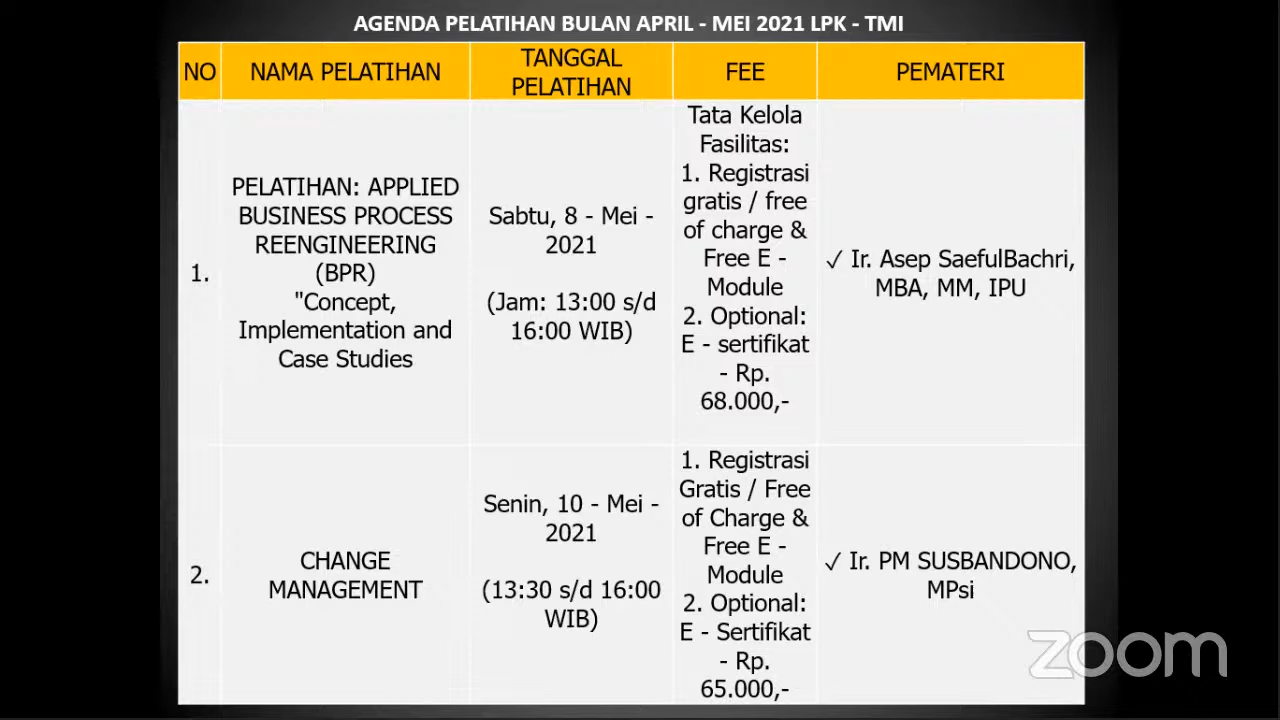 AGENDA PELATIHAN BULAN APRIL - MEI 2021 LPK - TMI
NO
NAMA PELATIHAN
TANGGAL
PELATIHAN
FEE
PEMATERI
1.
PELATIHAN: APPLIED
BUSINESS PROCESS
REENGINEERING
(BPR)
"Concept,
Implementation and
Case Studies
Sabtu, 8 - Mei -
2021
(Jam: 13:00 s/d
16:00 WIB)
Tata Kelola
Fasilitas:
1. Registrasi
gratis / free
of charge &
Free E -
Module
2. Optional:
E - sertifikat
- Rp.
68.000,-
✓ Ir. Asep SaefulBachri,
MBA, MM, IPU
2.
CHANGE
MANAGEMENT
Senin, 10 - Mei -
2021
(13:30 s/d 16:00
WIB)
1. Registrasi
Gratis / Free
of Charge &
Free E -
Module
2. Optional:
E - Sertifikat
- Rp.
65.000,-
✓ Ir. PM SUSBANDONO,
MPsi
zoom